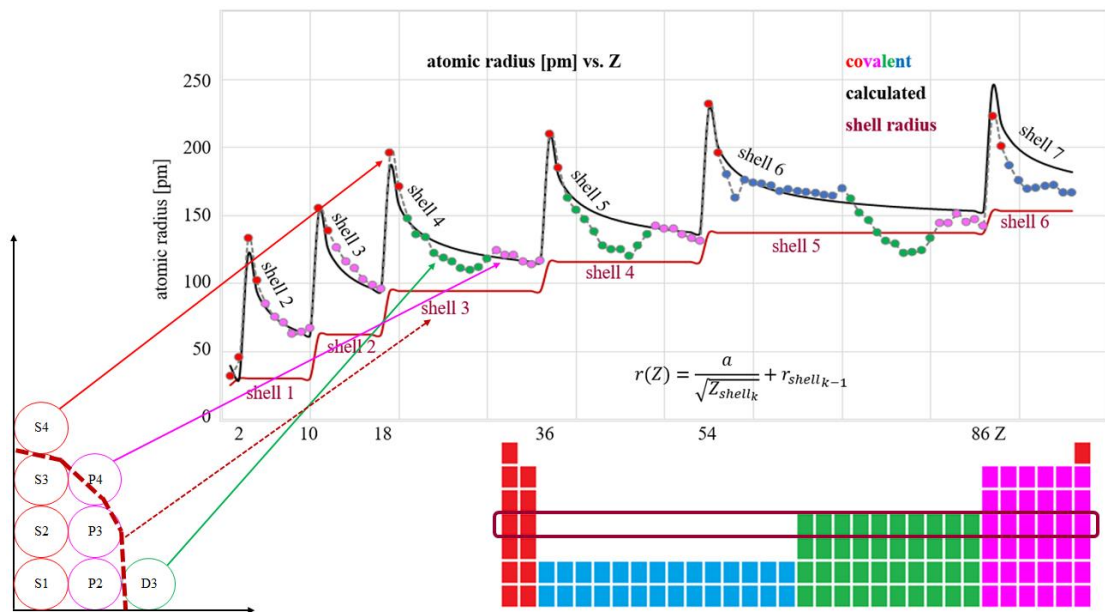 atomic radius [pm] vs. Z
covalent
calculated
shell radius
250
200
150
100
50
0
atomic radius [pm]
shell 2
shell 3
shell 4
shell 5
shell 6
shell 7
shell 1
shell 2
shell 3
shell 4
shell 5
shell 6
r(Z) = a / √Z_shell_k + r_shell_k−1
2 10 18 36 54 86 Z
S4
S3 P4
S2 P3
S1 P2 D3